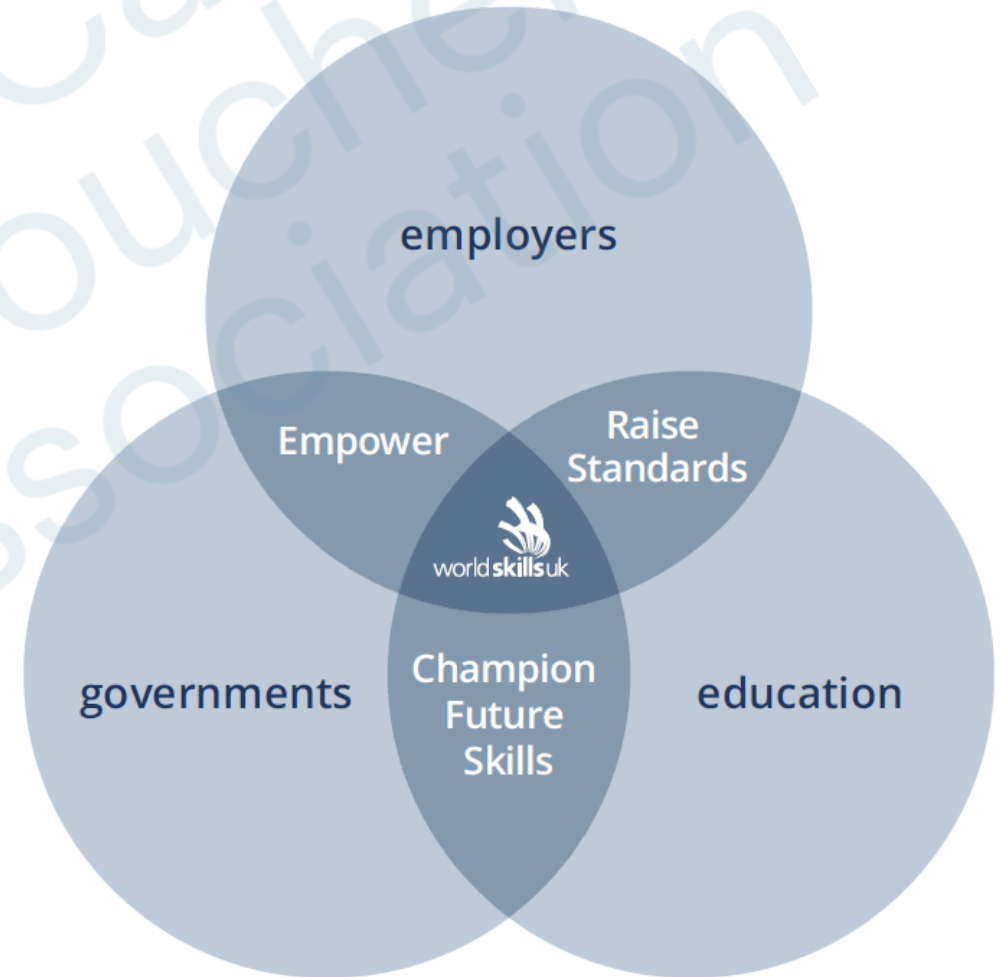 employers
Empower
Raise
Standards
worldskillsuk
governments
Champion
Future
Skills
education